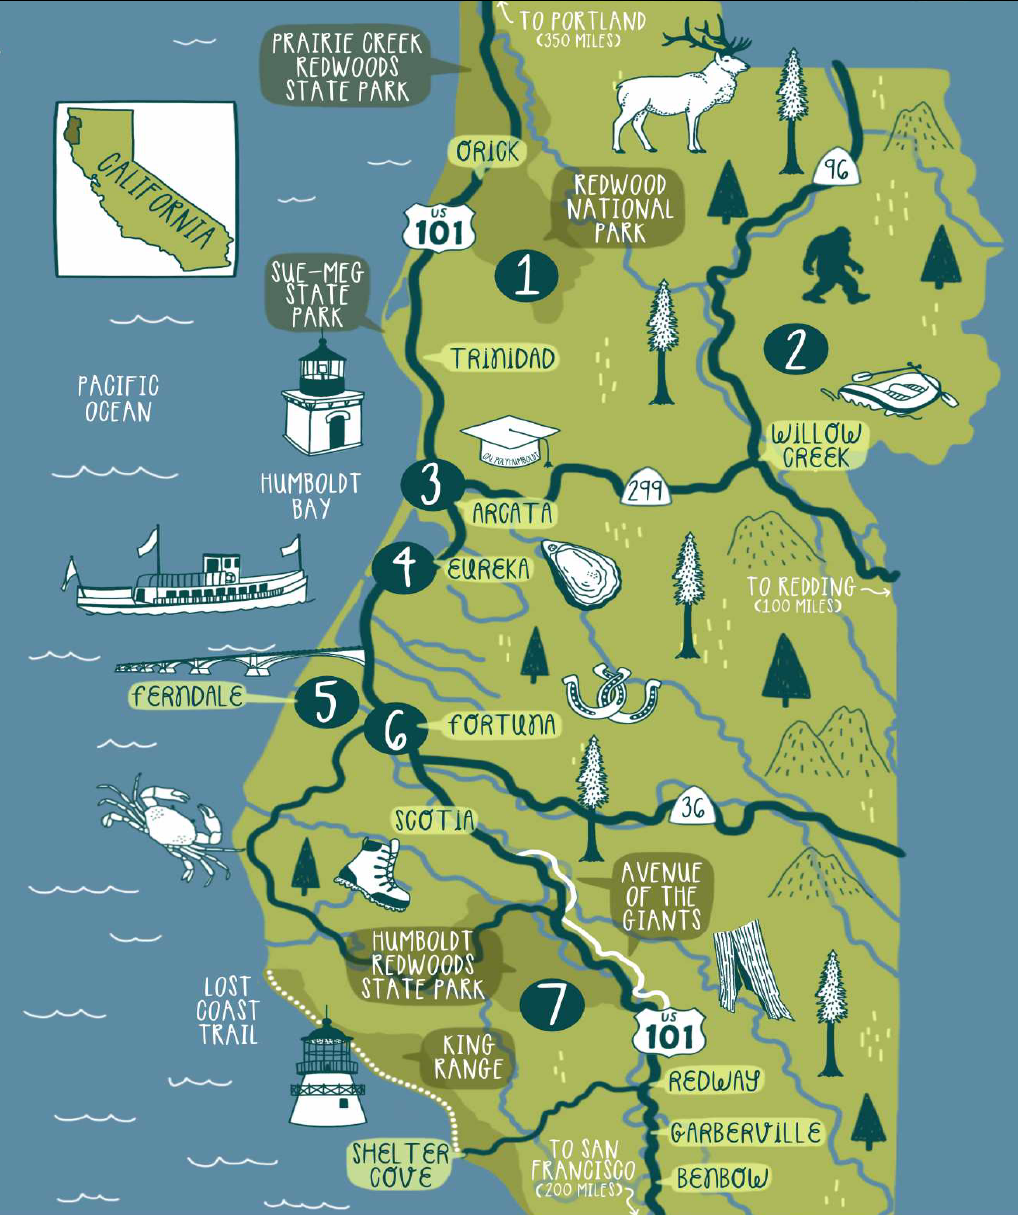 TO PORTLAND
(350 MILES)
PRAIRIE CREEK
REDWOODS
STATE PARK
ORICK
96
CALIFORNIA
REDWOOD
NATIONAL
PARK
US
101
1
SUE-MEG
STATE
PARK
2
TRINIDAD
PACIFIC
OCEAN
WILLOW
CREEK
CAL POLY HUMBOLDT
HUMBOLDT
BAY
3
299
ARCATA
4
EUREKA
TO REDDING
(100 MILES)
FERNDALE
5
6
FORTUNA
36
SCOTIA
AVENUE
OF THE
GIANTS
HUMBOLDT
REDWOODS
STATE PARK
LOST
COAST
TRAIL
7
US
101
KING
RANGE
REDWAY
GARBERVILLE
SHELTER
COVE
TO SAN
FRANCISCO
(200 MILES)
BENBOW